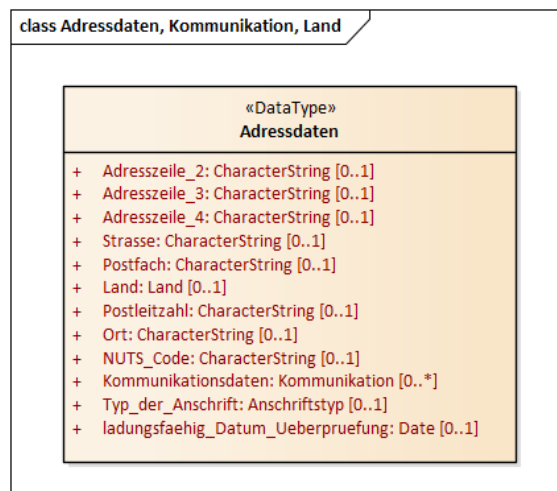 class Adressdaten, Kommunikation, Land
«DataType»
Adressdaten
+ Adresszeile_2: CharacterString [0..1]
+ Adresszeile_3: CharacterString [0..1]
+ Adresszeile_4: CharacterString [0..1]
+ Strasse: CharacterString [0..1]
+ Postfach: CharacterString [0..1]
+ Land: Land [0..1]
+ Postleitzahl: CharacterString [0..1]
+ Ort: CharacterString [0..1]
+ NUTS_Code: CharacterString [0..1]
+ Kommunikationsdaten: Kommunikation [0..*]
+ Typ_der_Anschrift: Anschriftstyp [0..1]
+ ladungsfaehig_Datum_Ueberpruefung: Date [0..1]